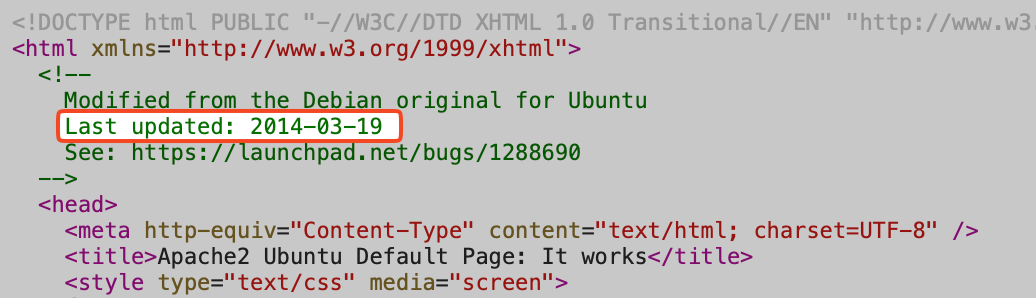 <!DOCTYPE html PUBLIC "-//W3C//DTD XHTML 1.0 Transitional//EN" "http://www.w3.
<html xmlns="http://www.w3.org/1999/xhtml">
<!--
Modified from the Debian original for Ubuntu
Last updated: 2014-03-19
See: https://launchpad.net/bugs/1288690
-->
<head>
<meta http-equiv="Content-Type" content="text/html; charset=UTF-8" />
<title>Apache2 Ubuntu Default Page: It works</title>
<style type="text/css" media="screen">